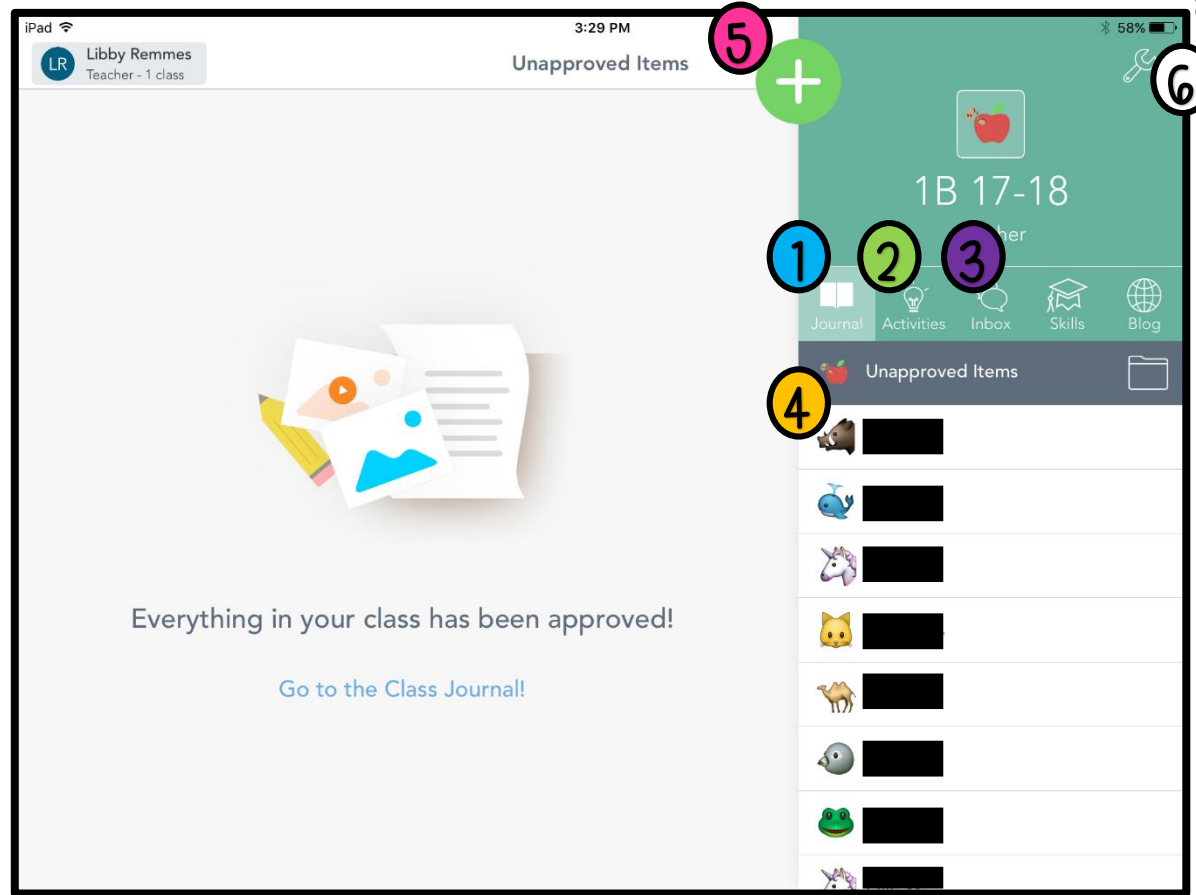 iPad 3:29 PM 58%
LR Libby Remmes
Teacher - 1 class
Unapproved Items
5
+
6
1B 17-18
her
1 2 3
Journal Activities Inbox Skills Blog
Unapproved Items
4
Everything in your class has been approved!
Go to the Class Journal!